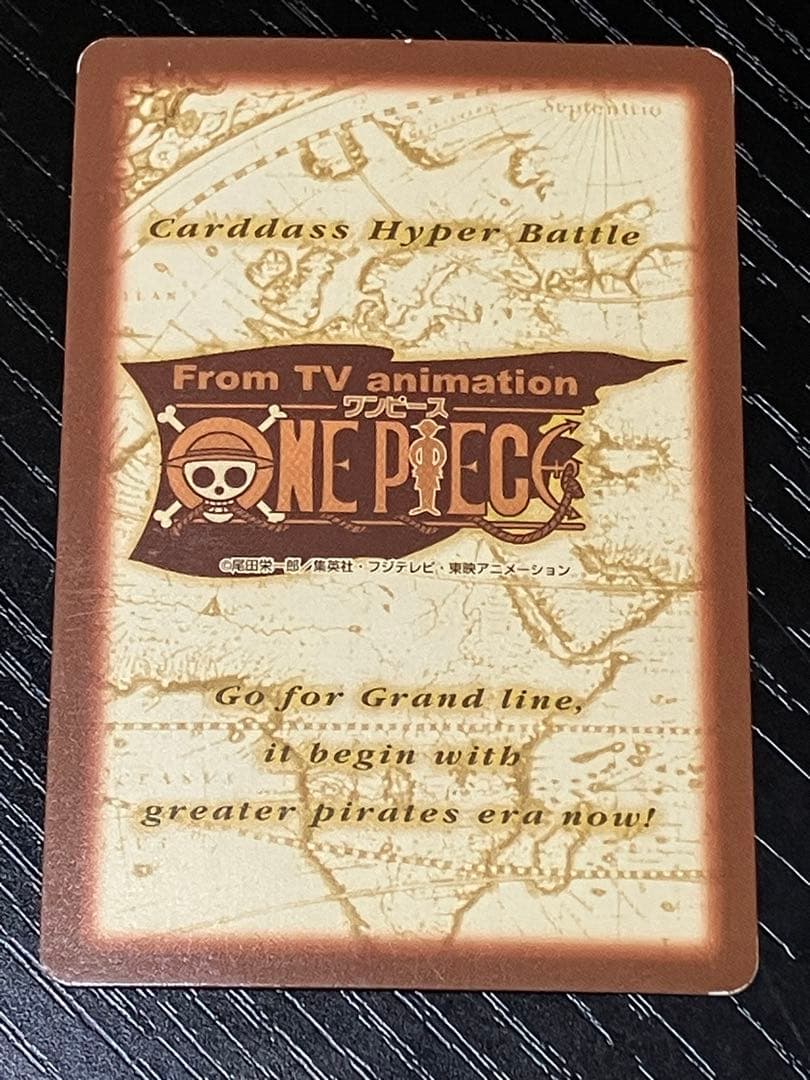 Septentrio
Carddass Hyper Battle
From TV animation
ワンピース
ONE PIECE
©尾田栄一郎／集英社・フジテレビ・東映アニメーション
Go for Grand line,
it begin with
greater pirates era now!